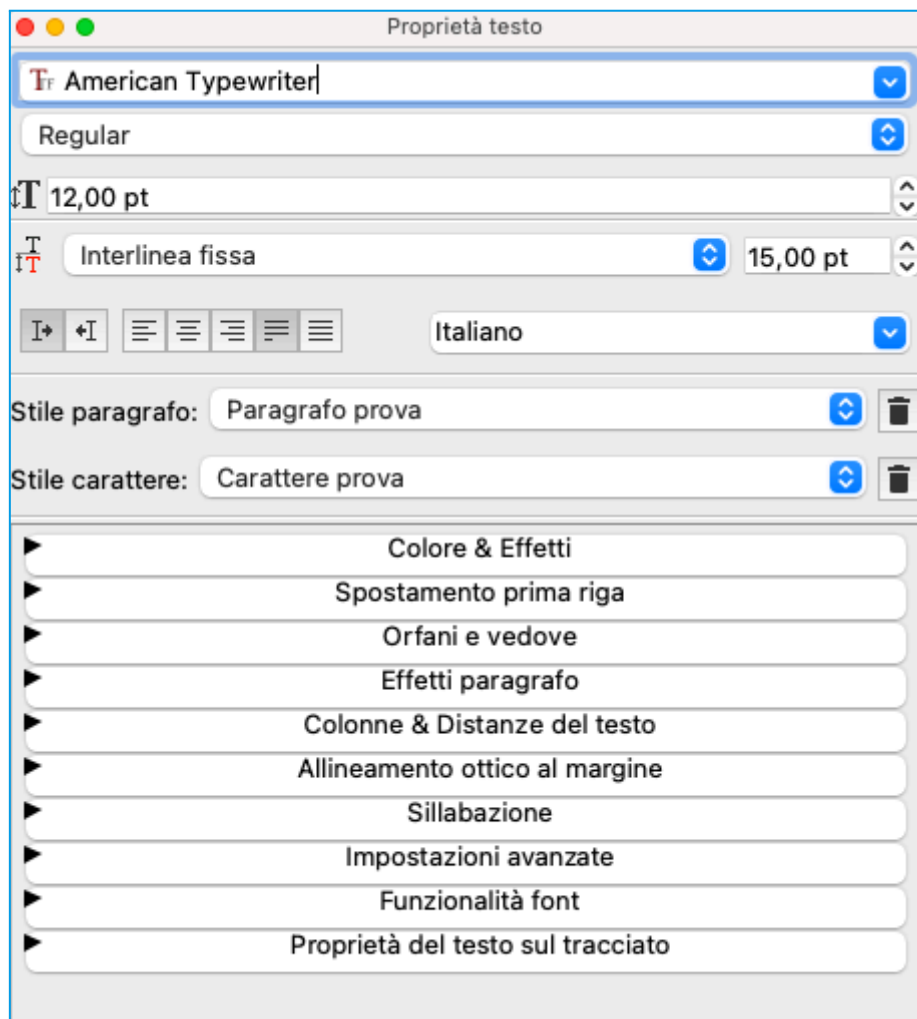 Proprietà testo
American Typewriter
Regular
12,00 pt
Interlinea fissa 15,00 pt
Italiano
Stile paragrafo: Paragrafo prova
Stile carattere: Carattere prova
Colore & Effetti
Spostamento prima riga
Orfani e vedove
Effetti paragrafo
Colonne & Distanze del testo
Allineamento ottico al margine
Sillabazione
Impostazioni avanzate
Funzionalità font
Proprietà del testo sul tracciato